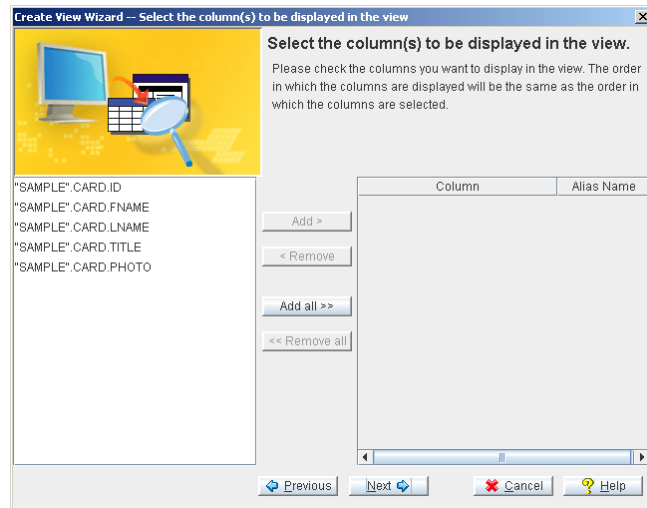 Create View Wizard -- Select the column(s) to be displayed in the view
Select the column(s) to be displayed in the view.
Please check the columns you want to display in the view. The order
in which the columns are displayed will be the same as the order in
which the columns are selected.
"SAMPLE".CARD.ID
"SAMPLE".CARD.FNAME
"SAMPLE".CARD.LNAME
"SAMPLE".CARD.TITLE
"SAMPLE".CARD.PHOTO
Add >
< Remove
Add all >>
<< Remove all
Column Alias Name
Previous Next Cancel Help